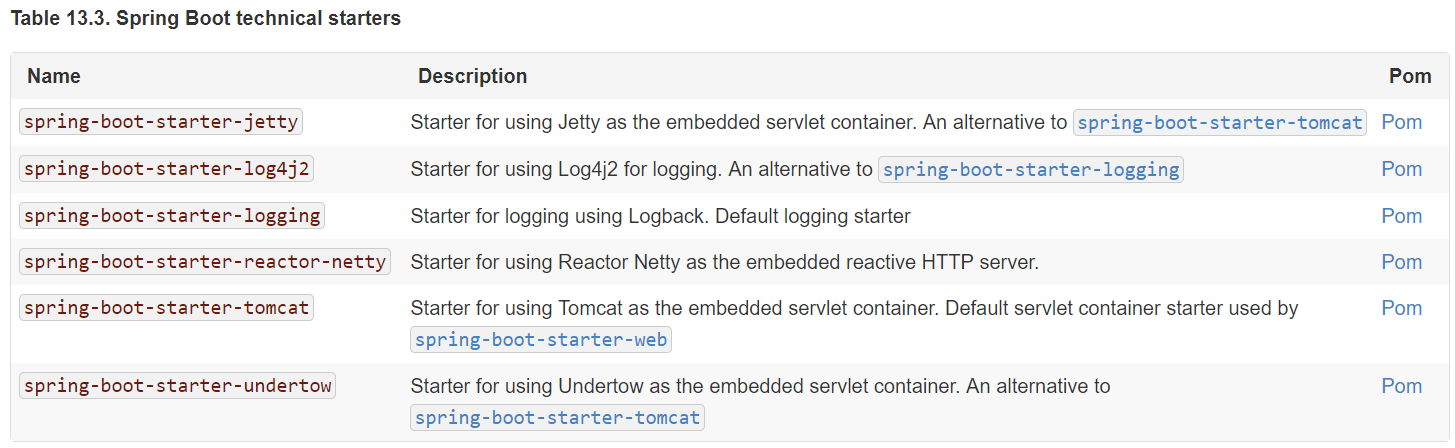 Table 13.3. Spring Boot technical starters
Name Description Pom
spring-boot-starter-jetty Starter for using Jetty as the embedded servlet container. An alternative to spring-boot-starter-tomcat Pom
spring-boot-starter-log4j2 Starter for using Log4j2 for logging. An alternative to spring-boot-starter-logging Pom
spring-boot-starter-logging Starter for logging using Logback. Default logging starter Pom
spring-boot-starter-reactor-netty Starter for using Reactor Netty as the embedded reactive HTTP server. Pom
spring-boot-starter-tomcat Starter for using Tomcat as the embedded servlet container. Default servlet container starter used by Pom
spring-boot-starter-web
spring-boot-starter-undertow Starter for using Undertow as the embedded servlet container. An alternative to Pom
spring-boot-starter-tomcat